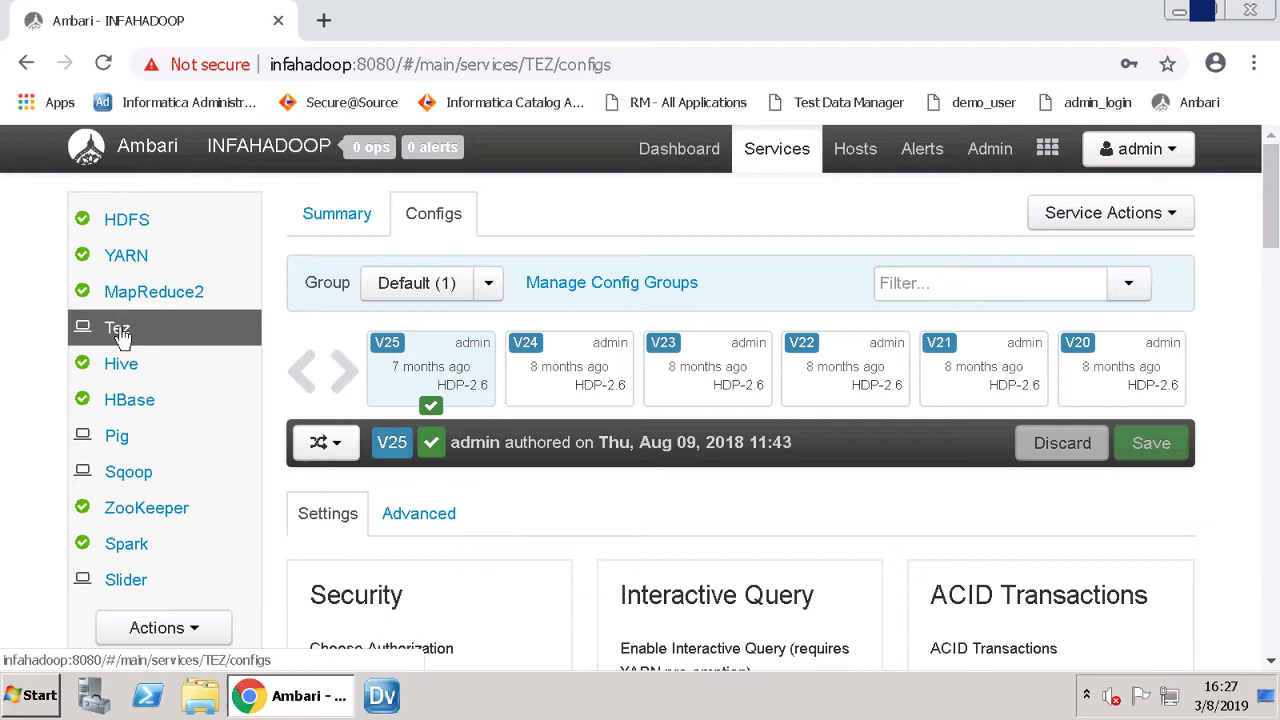 Ambari - INFAHADOOP
Not secure infahadoop:8080/#/main/services/TEZ/configs
Apps Informatica Administr... Secure@Source Informatica Catalog A... RM - All Applications Test Data Manager demo_user admin_login Ambari
Ambari INFAHADOOP 0 ops 0 alerts Dashboard Services Hosts Alerts Admin admin
HDFS
YARN
MapReduce2
Tez
Hive
HBase
Pig
Sqoop
ZooKeeper
Spark
Slider
Actions
Summary Configs Service Actions
Group Default (1) Manage Config Groups Filter...
V25 admin V24 admin V23 admin V22 admin V21 admin V20 admin
7 months ago 8 months ago 8 months ago 8 months ago 8 months ago 8 months ago
HDP-2.6 HDP-2.6 HDP-2.6 HDP-2.6 HDP-2.6 HDP-2.6
V25 admin authored on Thu, Aug 09, 2018 11:43 Discard Save
Settings Advanced
Security Interactive Query ACID Transactions
Choose Authorization Enable Interactive Query (requires ACID Transactions
YARN pre-emption)
infahadoop:8080/#/main/services/TEZ/configs
Start Ambari - ... Dv 16:27
3/8/2019